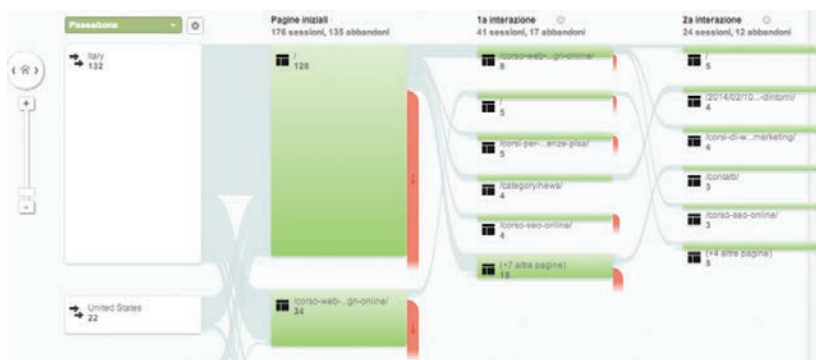 Paese/zona
Italy
132
United States
22
Pagine iniziali
176 sessioni, 135 abbandoni
/
128
/corso-web-...gn-online/
34
1a interazione
41 sessioni, 17 abbandoni
/corso-web-...gn-online/
8
/
5
/corsi-per-...enze-pisa/
5
/category/news/
4
/corso-seo-online/
4
(+7 altre pagine)
15
2a interazione
24 sessioni, 12 abbandoni
/
5
/2014/02/10...-dintorni/
4
/corsi-di-w...marketing/
4
/contatti/
3
/corso-seo-online/
3
(+4 altre pagine)
5